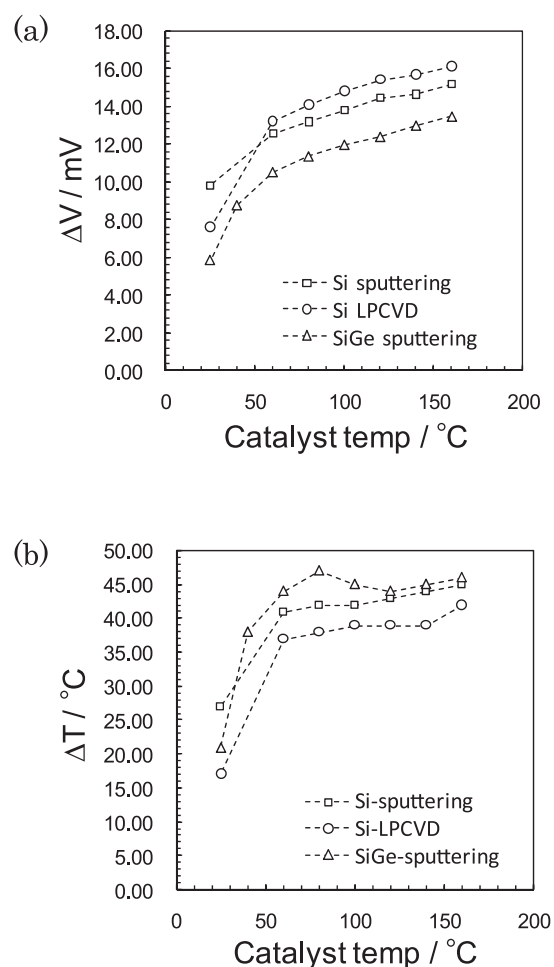 (a)
18.00
16.00
14.00
12.00
10.00
8.00
6.00
4.00
2.00
0.00
ΔV / mV
Si sputtering
Si LPCVD
SiGe sputtering
0 50 100 150 200
Catalyst temp / °C
(b)
50.00
45.00
40.00
35.00
30.00
25.00
20.00
15.00
10.00
5.00
0.00
ΔT / °C
Si-sputtering
Si-LPCVD
SiGe-sputtering
0 50 100 150 200
Catalyst temp / °C